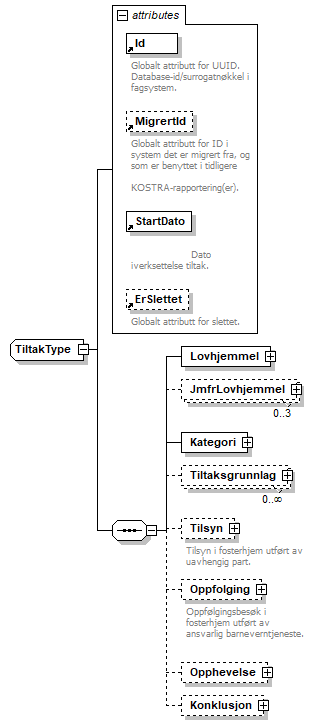 attributes
Id
Globalt attributt for UUID.
Database-id/surrogatnøkkel i
fagsystem.
MigrertId
Globalt attributt for ID i
system det er migrert fra, og
som er benyttet i tidligere
KOSTRA-rapportering(er).
StartDato
Dato
iverksettelse tiltak.
ErSlettet
Globalt attributt for slettet.
TiltakType
Lovhjemmel
JmfrLovhjemmel
0..3
Kategori
Tiltaksgrunnlag
0..∞
Tilsyn
Tilsyn i fosterhjem utført av
uavhengig part.
Oppfolging
Oppfølgingsbesøk i
fosterhjem utført av
ansvarlig barneverntjeneste.
Opphevelse
Konklusjon